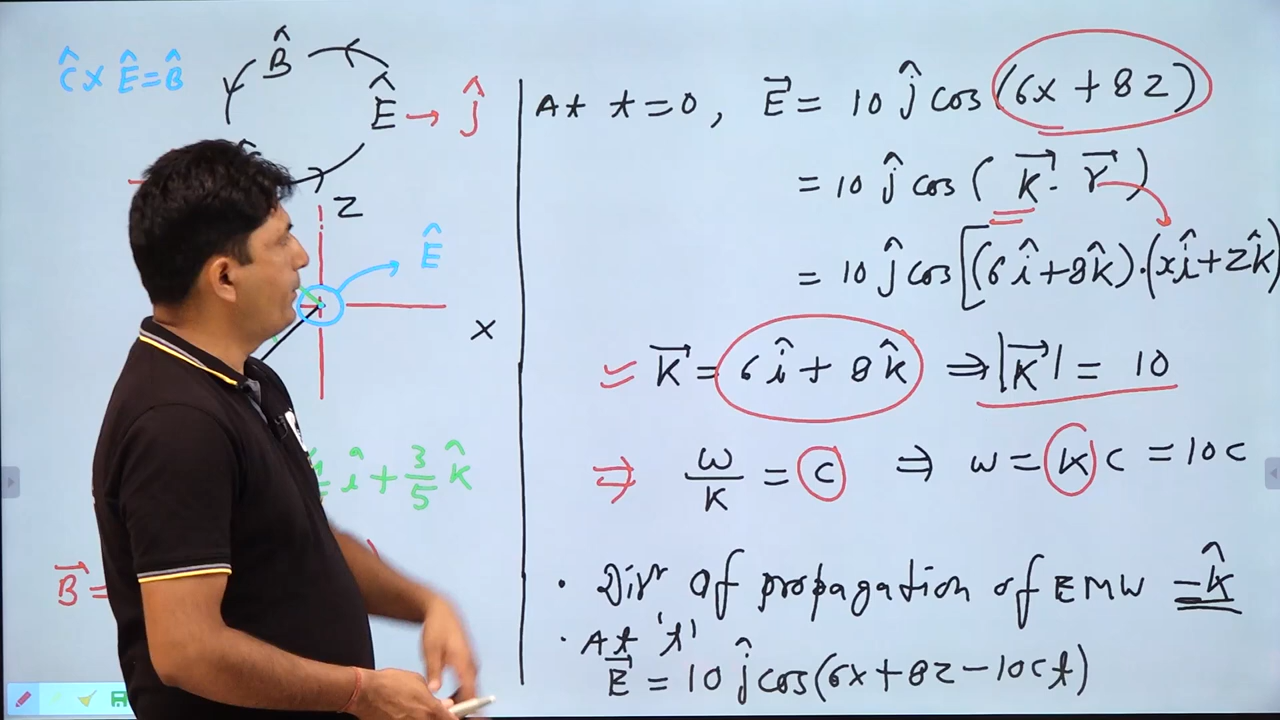 Ĉ × Ê = B̂
B̂
Ê → ĵ
Z
Ê
X
î + 3/5 k̂
B⃗ =
At t = 0, E⃗ = 10 ĵ cos (6x + 8z)
= 10 ĵ cos ( K⃗ . r⃗ )
= 10 ĵ cos [(6î + 8k̂).(xî + zk̂)
K⃗ = 6î + 8k̂ ⇒ |K⃗| = 10
⇒ ω/K = c ⇒ ω = Kc = 10c
· Dirⁿ of propagation of EMW = k̂
· At 't'
E⃗ = 10 ĵ cos(6x + 8z − 10ct)